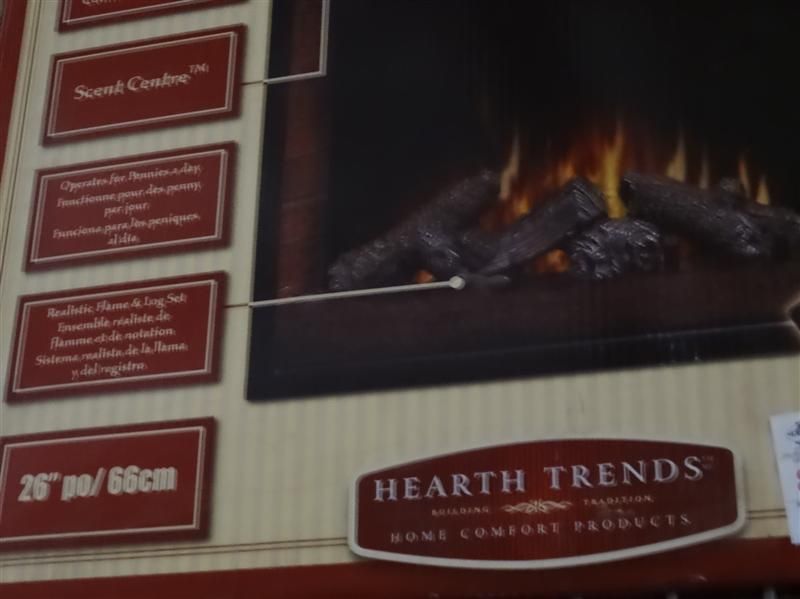 Scent Centre™
Operates for Pennies a day
Fonctionne pour des penny
par jour
Funciona para los peniques
al día
Realistic Flame & Log Set
Ensemble réaliste de
flamme et de notation
Sistema realista de la llama
y del registro
26" po/ 66cm
HEARTH TRENDS™
BUILDING TRADITION
HOME COMFORT PRODUCTS